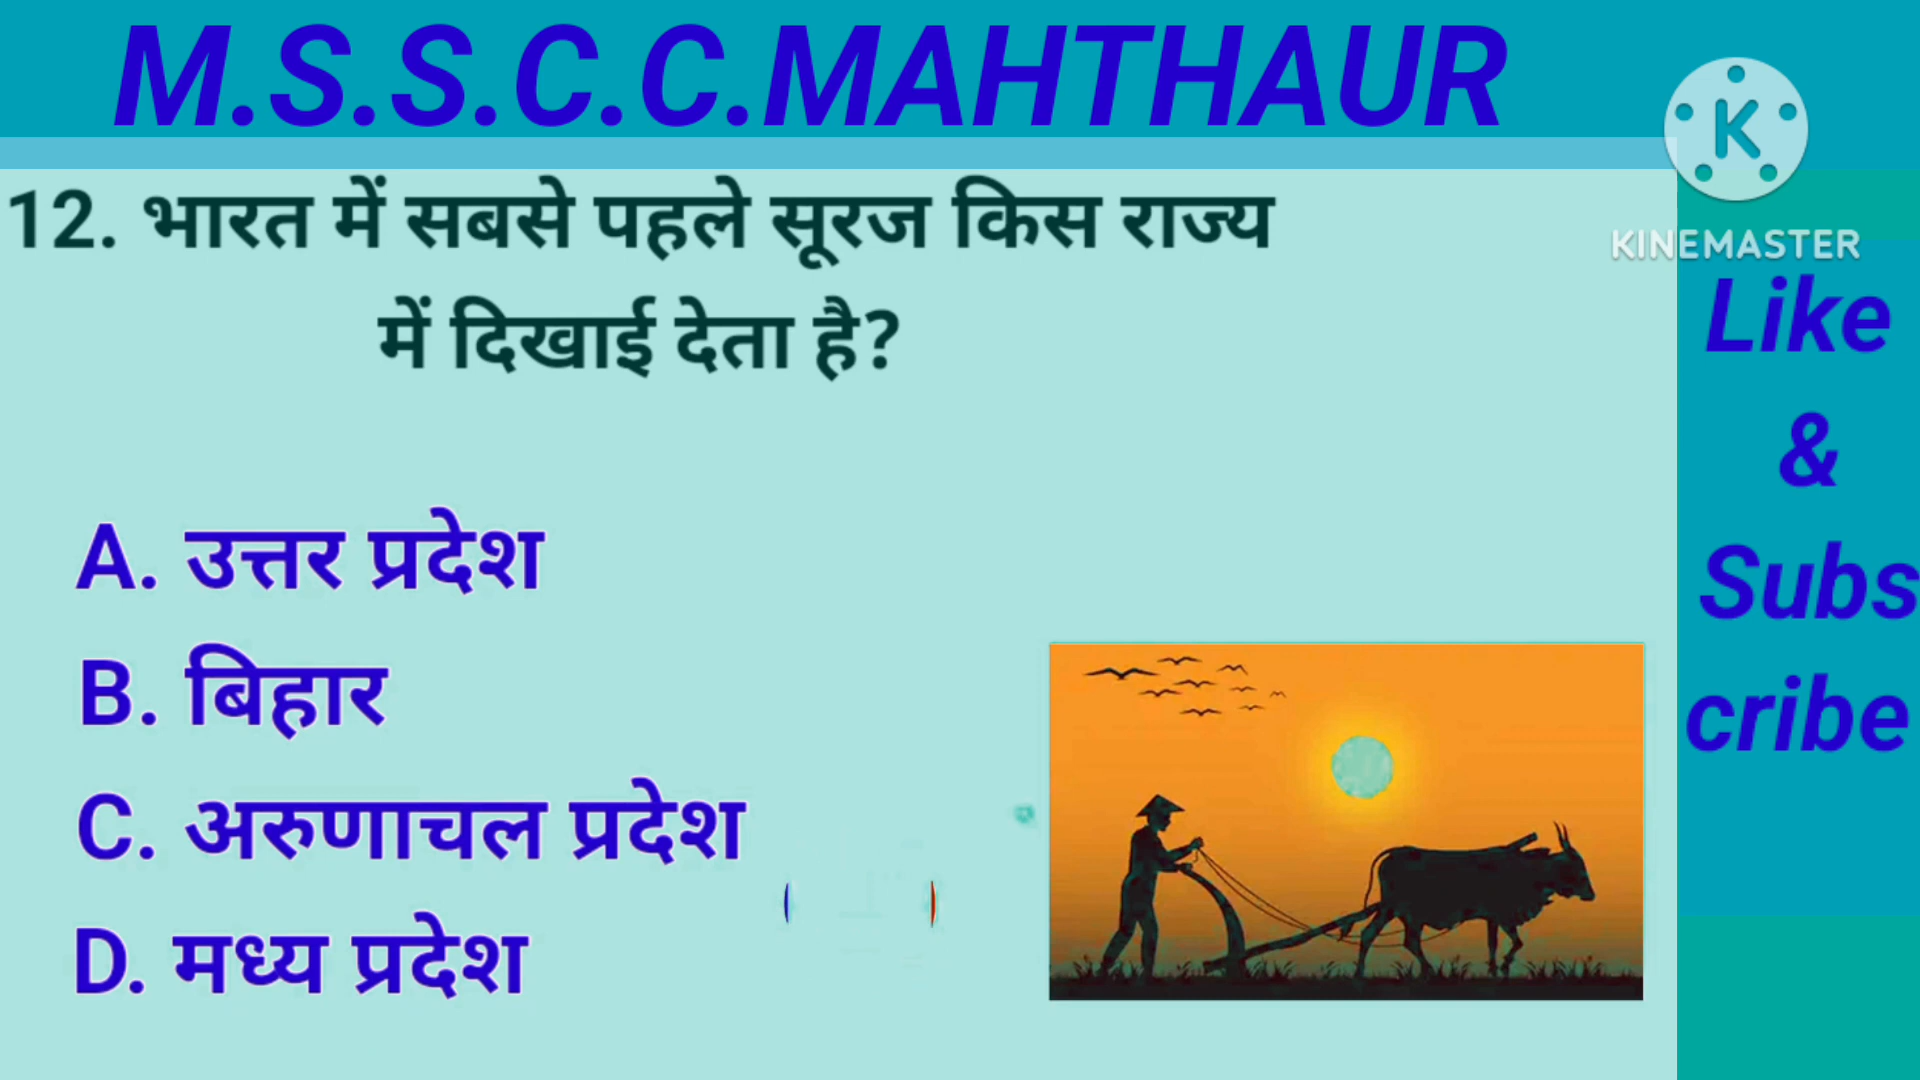 M.S.S.C.C.MAHTHAUR
KINEMASTER
12. भारत में सबसे पहले सूरज किस राज्य
में दिखाई देता है?
A. उत्तर प्रदेश
B. बिहार
C. अरुणाचल प्रदेश
D. मध्य प्रदेश
Like
&
Subs
cribe